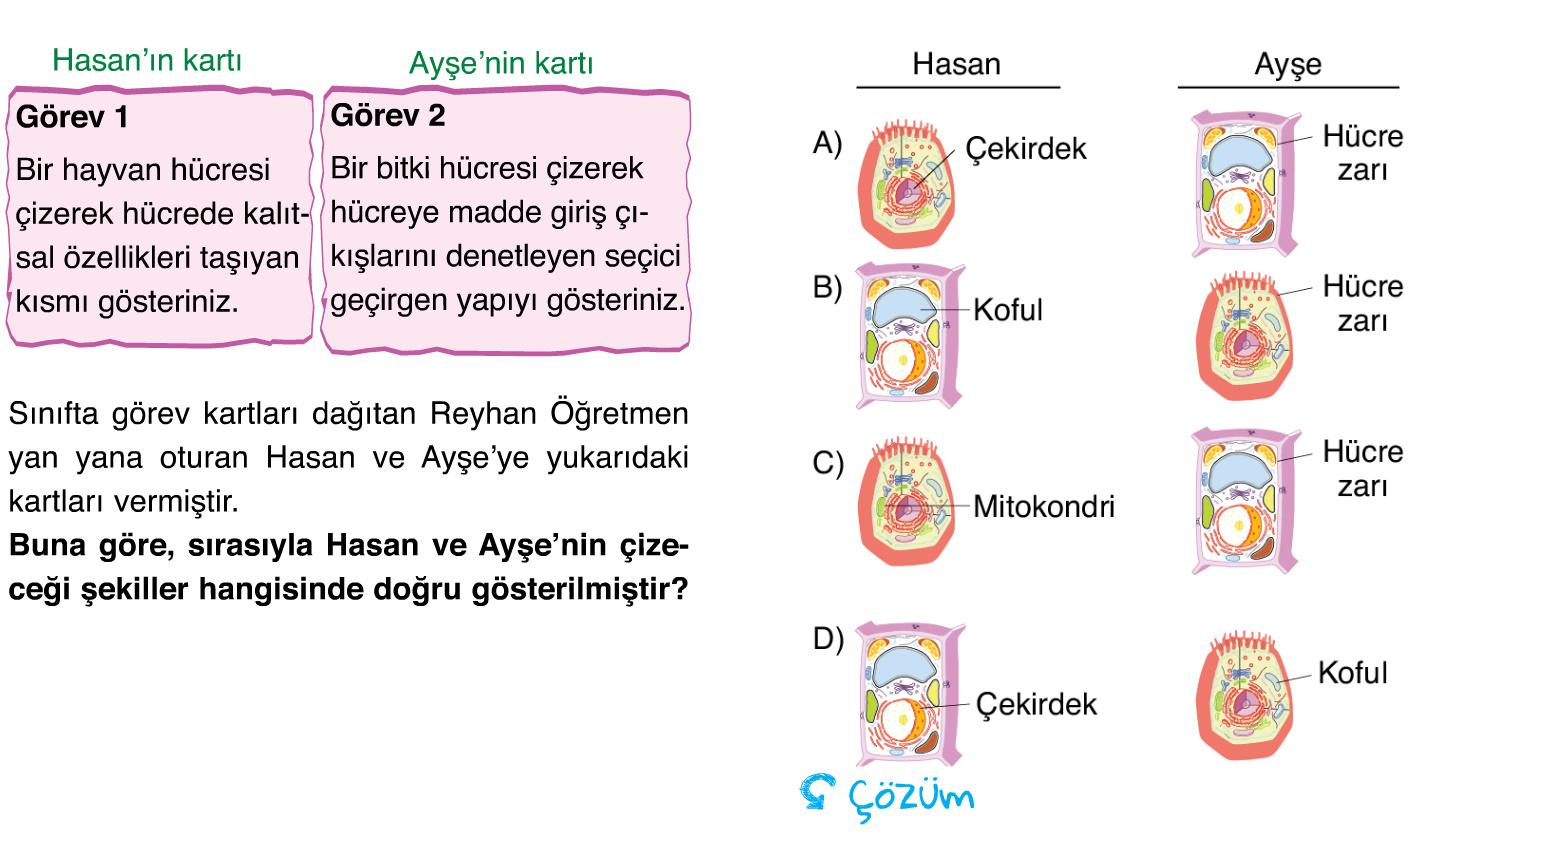 Hasan'ın kartı
Görev 1
Bir hayvan hücresi
çizerek hücrede kalıt-
sal özellikleri taşıyan
kısmı gösteriniz.
Ayşe'nin kartı
Görev 2
Bir bitki hücresi çizerek
hücreye madde giriş çı-
kışlarını denetleyen seçici
geçirgen yapıyı gösteriniz.
Sınıfta görev kartları dağıtan Reyhan Öğretmen
yan yana oturan Hasan ve Ayşe'ye yukarıdaki
kartları vermiştir.
Buna göre, sırasıyla Hasan ve Ayşe'nin çize-
ceği şekiller hangisinde doğru gösterilmiştir?
Hasan Ayşe
A) Çekirdek Hücre
zarı
B) Koful Hücre
zarı
C) Mitokondri Hücre
zarı
D) Çekirdek Koful
Çözüm